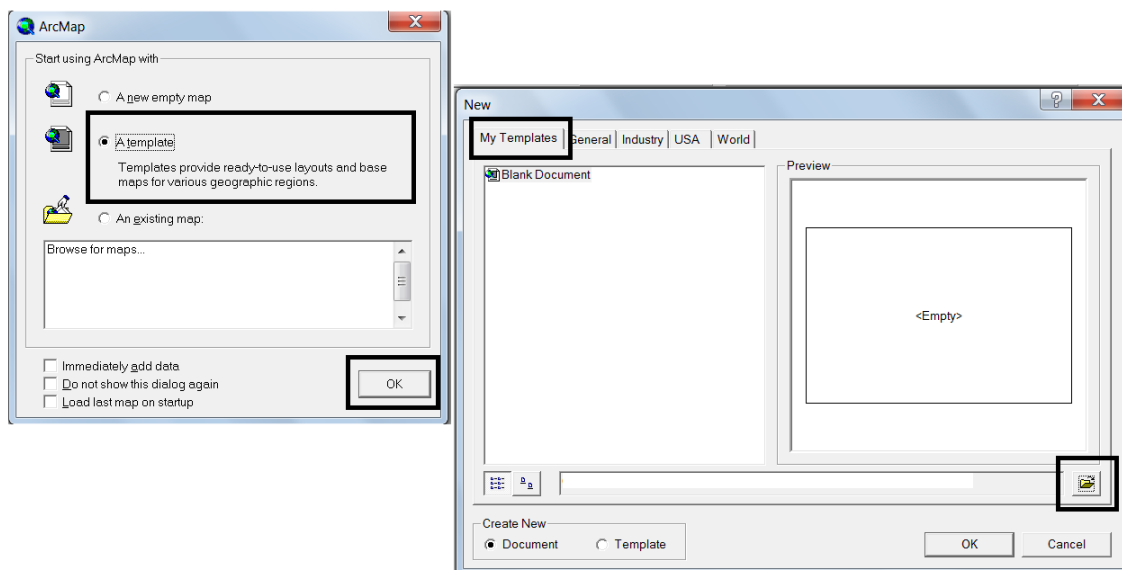 ArcMap
Start using ArcMap with
A new empty map
A template
Templates provide ready-to-use layouts and base
maps for various geographic regions.
An existing map:
Browse for maps...
Immediately add data
Do not show this dialog again
Load last map on startup
OK
New
My Templates General Industry USA World
Blank Document
Preview
<Empty>
Create New
Document Template
OK Cancel